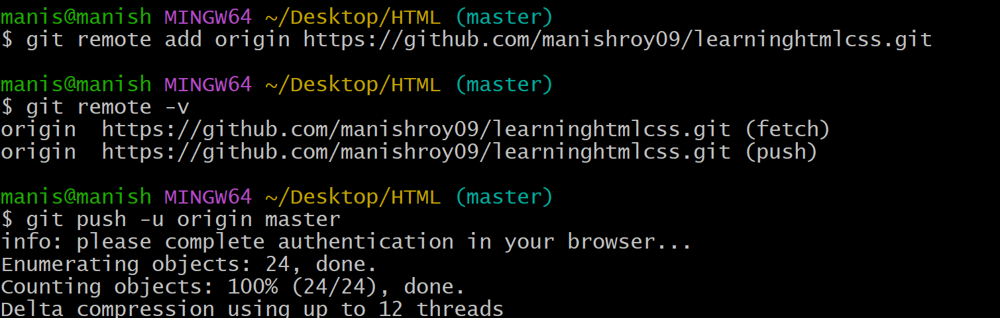 manis@manish MINGW64 ~/Desktop/HTML (master)
$ git remote add origin https://github.com/manishroy09/learninghtmlcss.git
manis@manish MINGW64 ~/Desktop/HTML (master)
$ git remote -v
origin  https://github.com/manishroy09/learninghtmlcss.git (fetch)
origin  https://github.com/manishroy09/learninghtmlcss.git (push)
manis@manish MINGW64 ~/Desktop/HTML (master)
$ git push -u origin master
info: please complete authentication in your browser...
Enumerating objects: 24, done.
Counting objects: 100% (24/24), done.
Delta compression using up to 12 threads